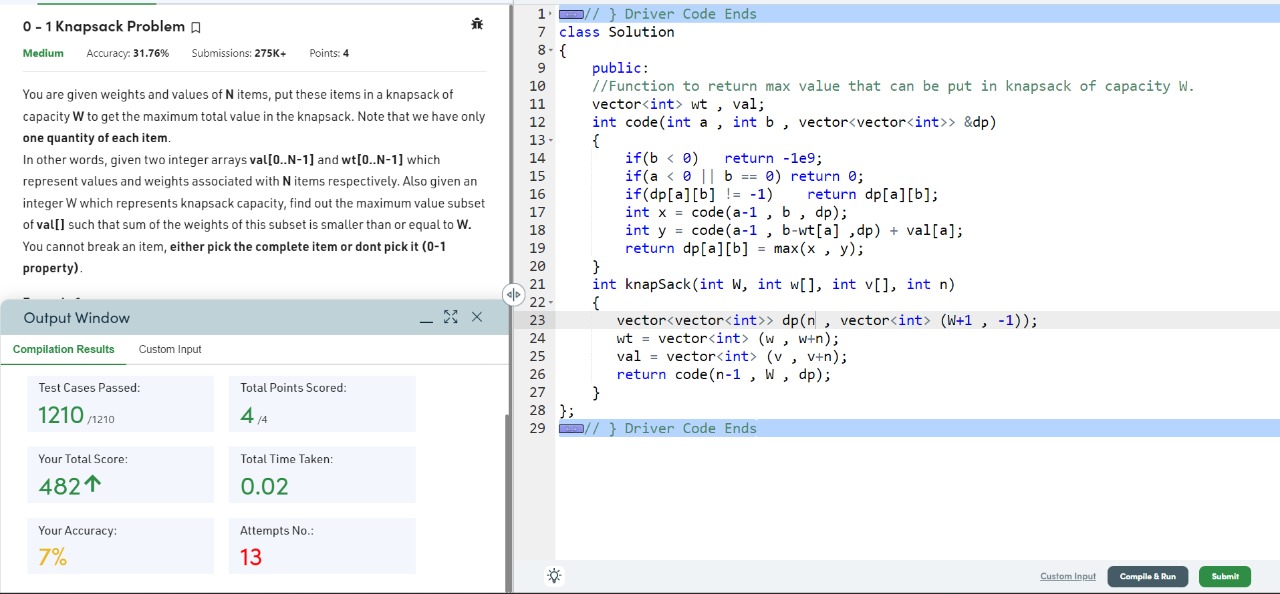 0 - 1 Knapsack Problem
Medium Accuracy: 31.76% Submissions: 275K+ Points: 4
You are given weights and values of N items, put these items in a knapsack of
capacity W to get the maximum total value in the knapsack. Note that we have only
one quantity of each item.
In other words, given two integer arrays val[0..N-1] and wt[0..N-1] which
represent values and weights associated with N items respectively. Also given an
integer W which represents knapsack capacity, find out the maximum value subset
of val[] such that sum of the weights of this subset is smaller than or equal to W.
You cannot break an item, either pick the complete item or dont pick it (0-1
property).
Output Window
Compilation Results Custom Input
Test Cases Passed: Total Points Scored:
1210 /1210 4 /4
Your Total Score: Total Time Taken:
482↑ 0.02
Your Accuracy: Attempts No.:
7% 13
1 // } Driver Code Ends
7 class Solution
8 {
9 public:
10 //Function to return max value that can be put in knapsack of capacity W.
11 vector<int> wt , val;
12 int code(int a , int b , vector<vector<int>> &dp)
13 {
14 if(b < 0) return -1e9;
15 if(a < 0 || b == 0) return 0;
16 if(dp[a][b] != -1) return dp[a][b];
17 int x = code(a-1 , b , dp);
18 int y = code(a-1 , b-wt[a] ,dp) + val[a];
19 return dp[a][b] = max(x , y);
20 }
21 int knapSack(int W, int w[], int v[], int n)
22 {
23 vector<vector<int>> dp(n , vector<int> (W+1 , -1));
24 wt = vector<int> (w , w+n);
25 val = vector<int> (v , v+n);
26 return code(n-1 , W , dp);
27 }
28 };
29 // } Driver Code Ends
Custom Input Compile & Run Submit